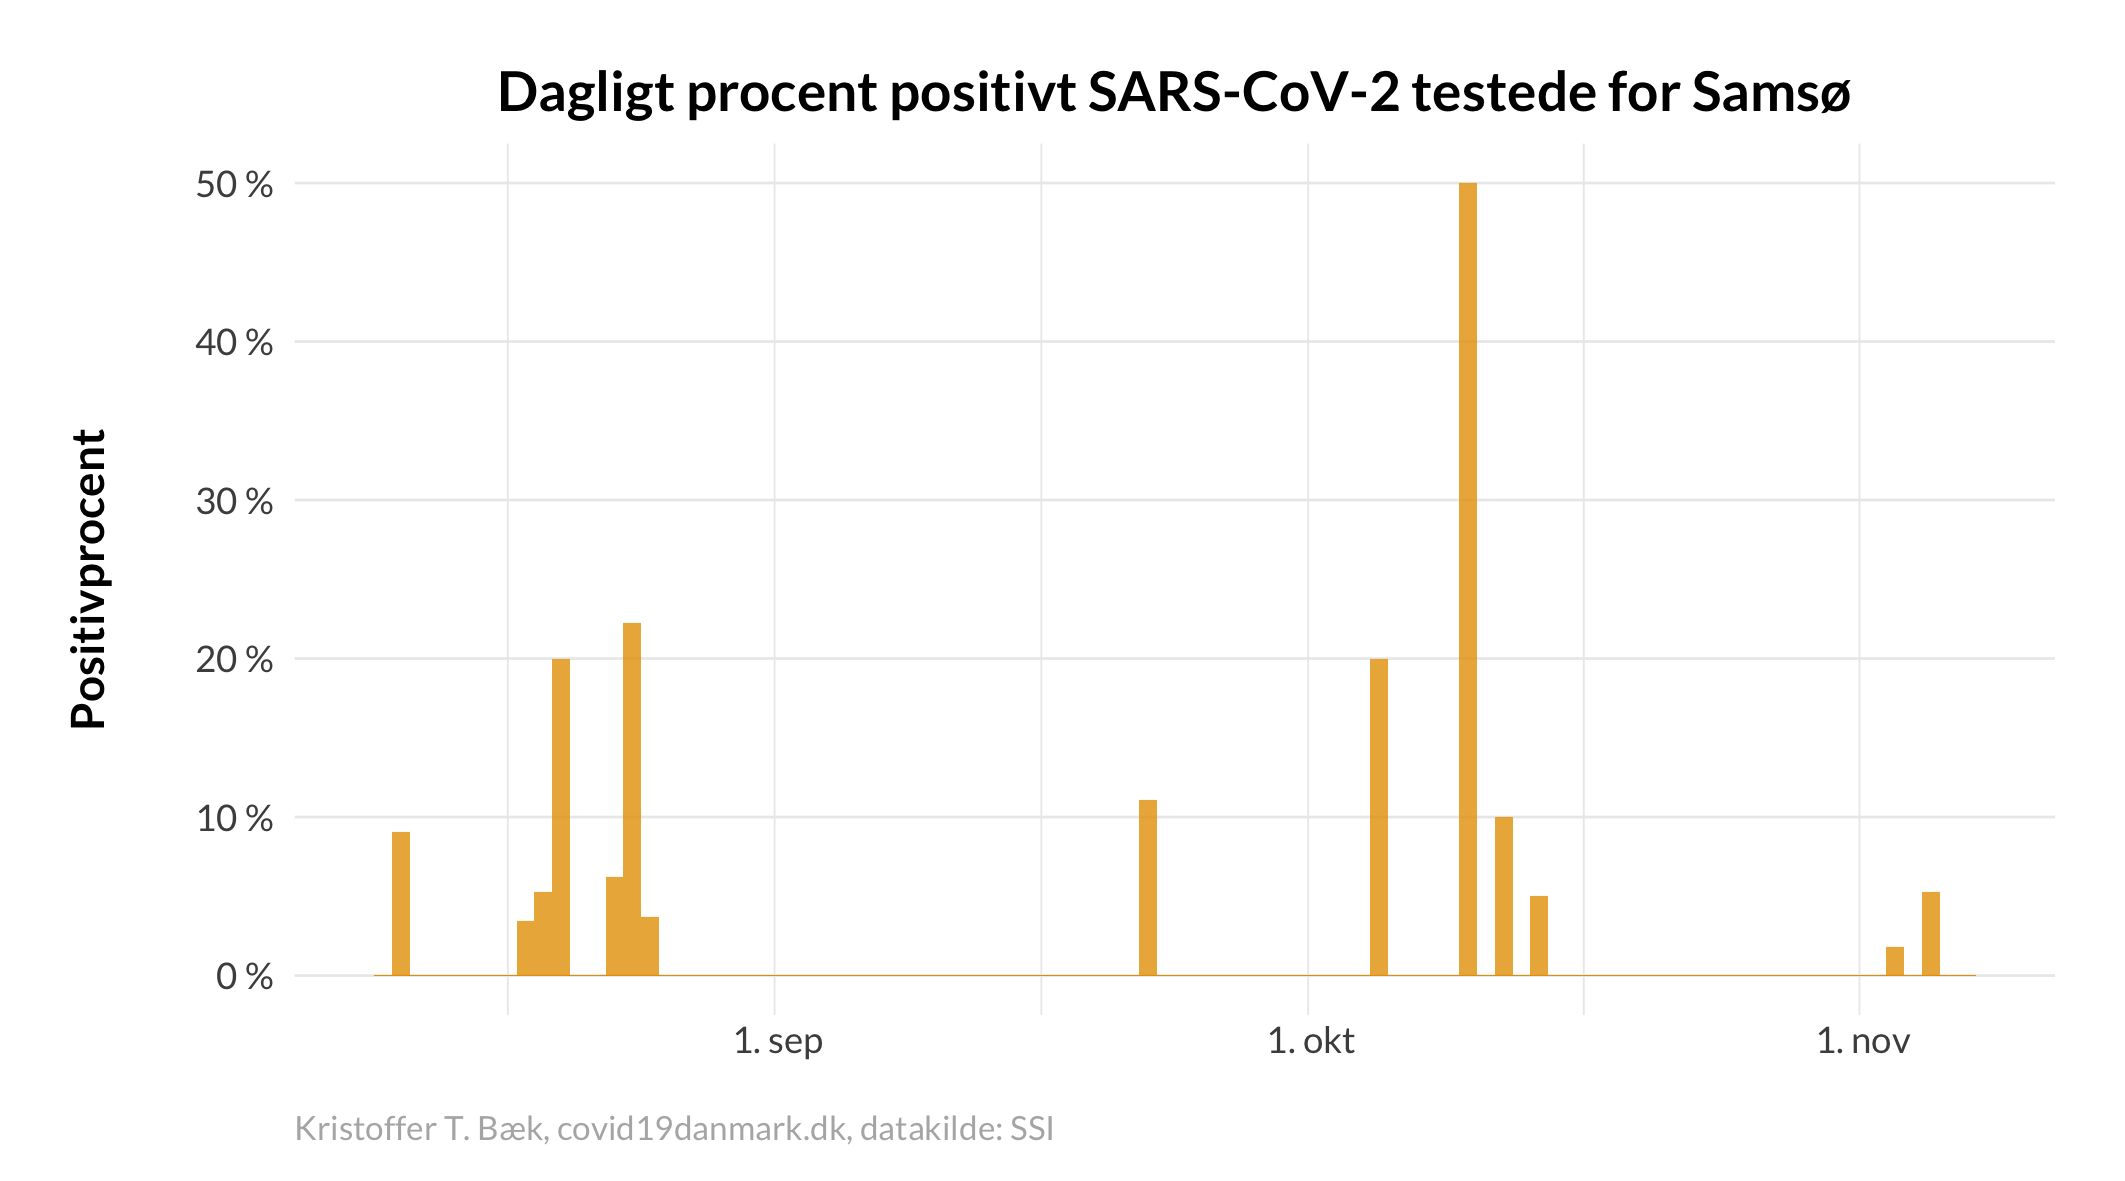 Dagligt procent positivt SARS-CoV-2 testede for Samsø
50 %
40 %
30 %
20 %
10 %
0 %
Positivprocent
1. sep
1. okt
1. nov
Kristoffer T. Bæk, covid19danmark.dk, datakilde: SSI